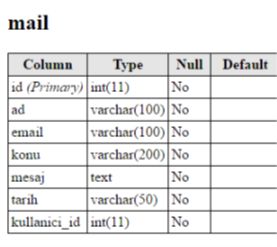 mail
Column Type Null Default
id (Primary) int(11) No
ad varchar(100) No
email varchar(100) No
konu varchar(200) No
mesaj text No
tarih varchar(50) No
kullanici_id int(11) No